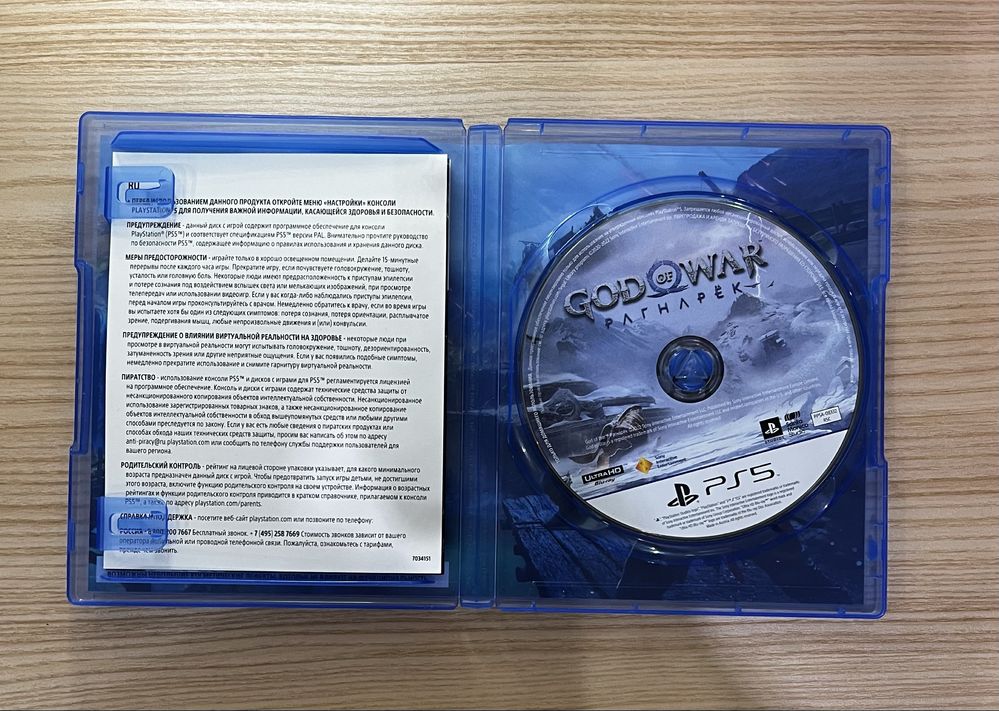 RU
ИСПОЛЬЗОВАНИЕМ ДАННОГО ПРОДУКТА ОТКРОЙТЕ МЕНЮ «НАСТРОЙКИ» КОНСОЛИ
PLAYSTATION 5 ДЛЯ ПОЛУЧЕНИЯ ВАЖНОЙ ИНФОРМАЦИИ, КАСАЮЩЕЙСЯ ЗДОРОВЬЯ И БЕЗОПАСНОСТИ.
ПРЕДУПРЕЖДЕНИЕ - данный диск с игрой содержит программное обеспечение для консоли
PlayStation®5 (PS5™) и соответствует спецификации PS5™ версии PAL. Внимательно прочтите руководство
по безопасности PS5™, содержащее информацию о правилах использования и хранения данного диска.
МЕРЫ ПРЕДОСТОРОЖНОСТИ - играйте только в хорошо освещенном помещении. Делайте 15-минутные
перерывы после каждого часа игры. Прекратите игру, если почувствуете головокружение, тошноту,
усталость или головную боль. Некоторые люди имеют предрасположенность к приступам эпилепсии
и потере сознания под воздействием вспышек света или мелькающих изображений, при просмотре
телепередач или использовании видеоигр. Если у вас когда-либо наблюдались приступы эпилепсии,
перед началом игры проконсультируйтесь с врачом. Немедленно обратитесь к врачу, если во время игры
вы испытаете хотя бы один из следующих симптомов: потеря сознания, потеря ориентации, расплывчатое
зрение, подергивания мышц, любые непроизвольные движения и (или) конвульсии.
ПРЕДУПРЕЖДЕНИЕ О ВЛИЯНИИ ВИРТУАЛЬНОЙ РЕАЛЬНОСТИ НА ЗДОРОВЬЕ - некоторые люди при
просмотре в виртуальной реальности могут испытывать головокружение, тошноту, дезориентированность,
затуманенность зрения или другие неприятные ощущения. Если у вас появились подобные симптомы,
немедленно прекратите использование и снимите гарнитуру виртуальной реальности.
ПИРАТСТВО - использование консоли PS5™ и дисков с играми для PS5™ регламентируется лицензией
на программное обеспечение. Консоль и диски с играми содержат технические средства защиты от
несанкционированного копирования объектов интеллектуальной собственности. Несанкционированное
использование зарегистрированных товарных знаков, а также несанкционированное копирование
объектов интеллектуальной собственности в обход вышеупомянутых средств или любыми другими
способами преследуется по закону. Если у вас есть любые сведения о пиратских продуктах или
способах обхода наших технических средств защиты, просим вас написать об этом по адресу
anti-piracy@ru.playstation.com или сообщить по телефону службы поддержки пользователей для
вашего региона.
РОДИТЕЛЬСКИЙ КОНТРОЛЬ - рейтинг на лицевой стороне упаковки указывает, для какого минимального
возраста предназначен данный диск с игрой. Чтобы предотвратить запуск игры детьми, не достигшими
этого возраста, включите функцию родительского контроля на своем устройстве. Информация о возрастных
рейтингах и функции родительского контроля приводится в кратком справочнике, прилагаемом к консоли
PS5™, а также по адресу playstation.com/parents.
СПРАВКА И ПОДДЕРЖКА - посетите веб-сайт playstation.com или позвоните по телефону:
РОССИЯ - 8 800 200 7667 Бесплатный звонок. + 7 (495) 258 7669 Стоимость звонков зависит от вашего
оператора мобильной или проводной телефонной связи. Пожалуйста, ознакомьтесь с тарифами,
прежде чем звонить.
7034151
GOD OF WAR
РАГНАРЁК
ULTRA HD
Blu-ray
Sony
Interactive
Entertainment
PS5